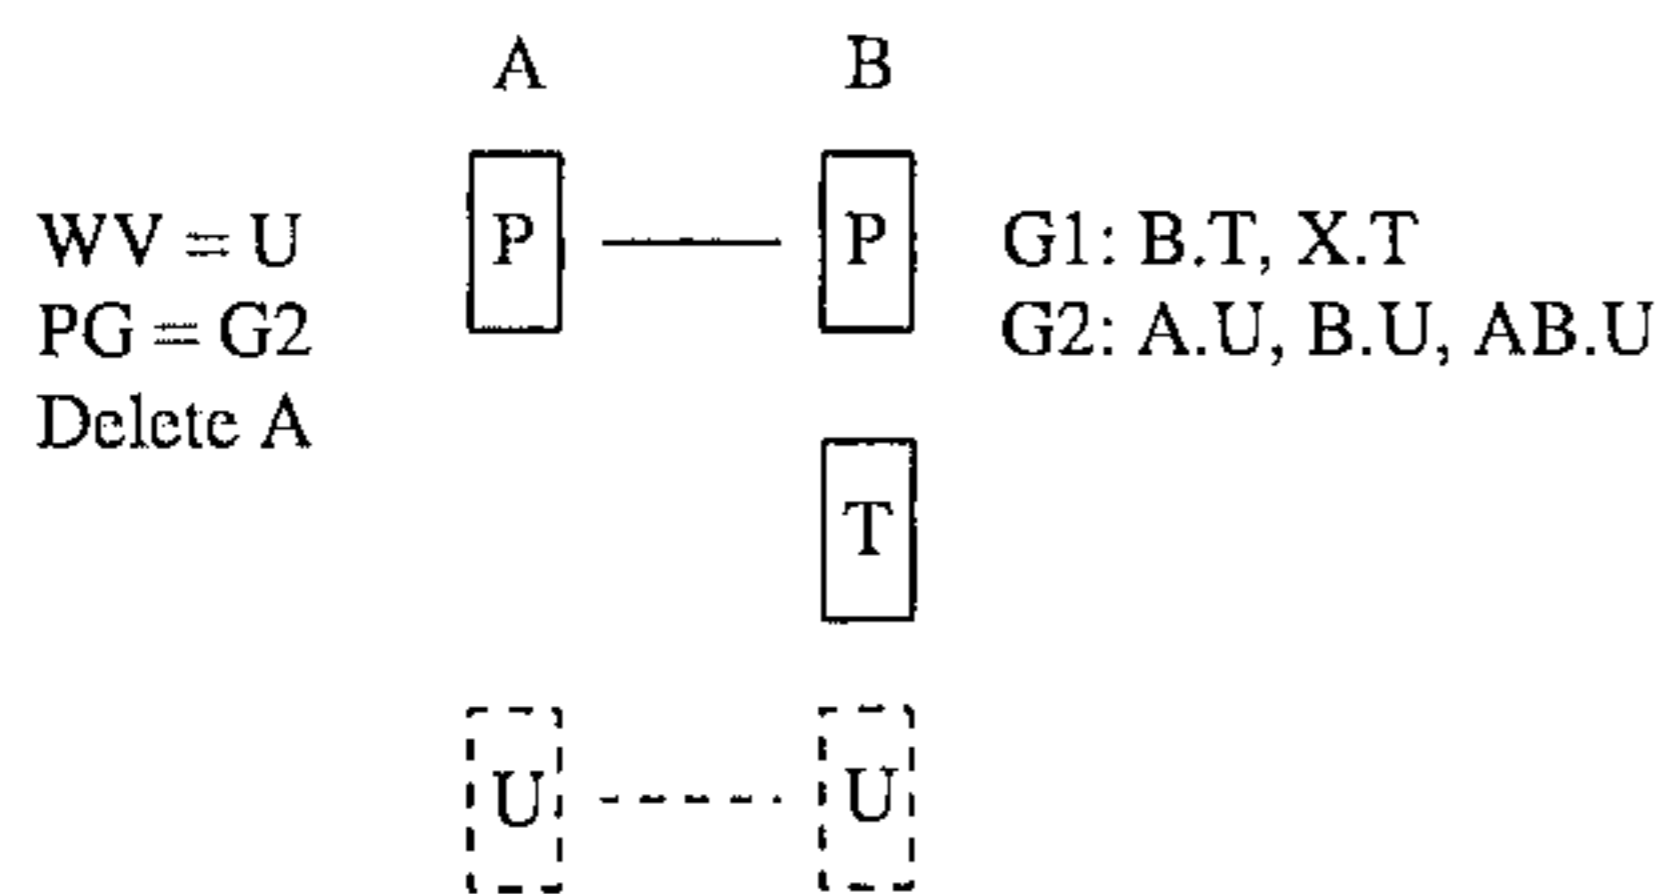 A B
WV = U
PG = G2
Delete A
P P
G1: B.T, X.T
G2: A.U, B.U, AB.U
T
U U